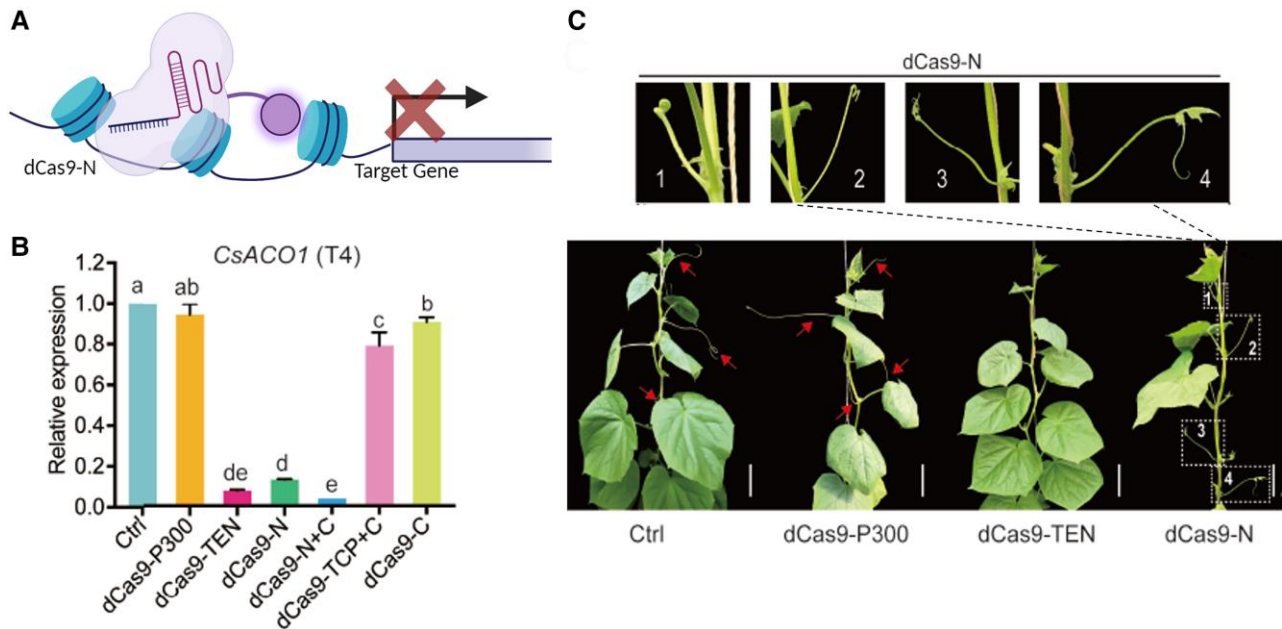 A
dCas9-N
Target Gene
B
CsACO1 (T4)
Relative expression
1.2
1.0
0.8
0.6
0.4
0.2
0.0
a
ab
de
d
e
c
b
Ctrl
dCas9-P300
dCas9-TEN
dCas9-N
dCas9-N+C
dCas9-TCP+C
dCas9-C
C
dCas9-N
1
2
3
4
1
2
3
4
Ctrl
dCas9-P300
dCas9-TEN
dCas9-N